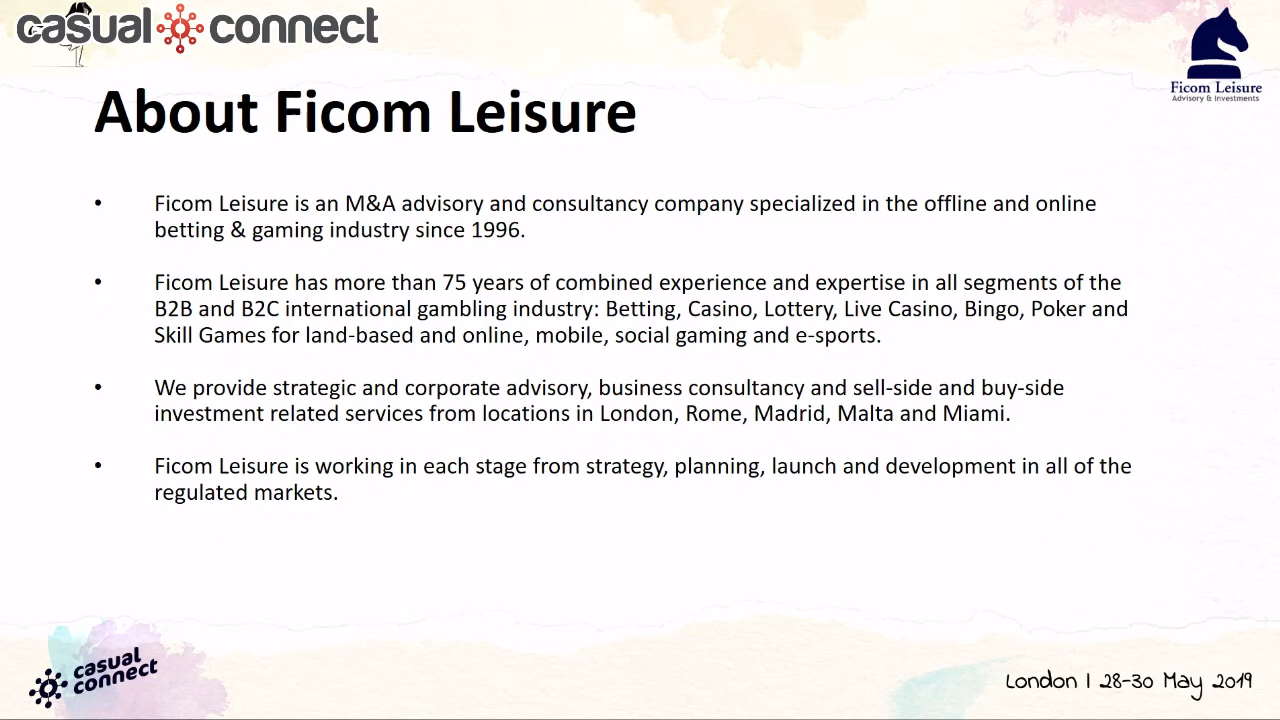 casual connect
Ficom Leisure
Advisory & Investments
About Ficom Leisure
• Ficom Leisure is an M&A advisory and consultancy company specialized in the offline and online
betting & gaming industry since 1996.
• Ficom Leisure has more than 75 years of combined experience and expertise in all segments of the
B2B and B2C international gambling industry: Betting, Casino, Lottery, Live Casino, Bingo, Poker and
Skill Games for land-based and online, mobile, social gaming and e-sports.
• We provide strategic and corporate advisory, business consultancy and sell-side and buy-side
investment related services from locations in London, Rome, Madrid, Malta and Miami.
• Ficom Leisure is working in each stage from strategy, planning, launch and development in all of the
regulated markets.
casual
connect
London | 28-30 May 2019